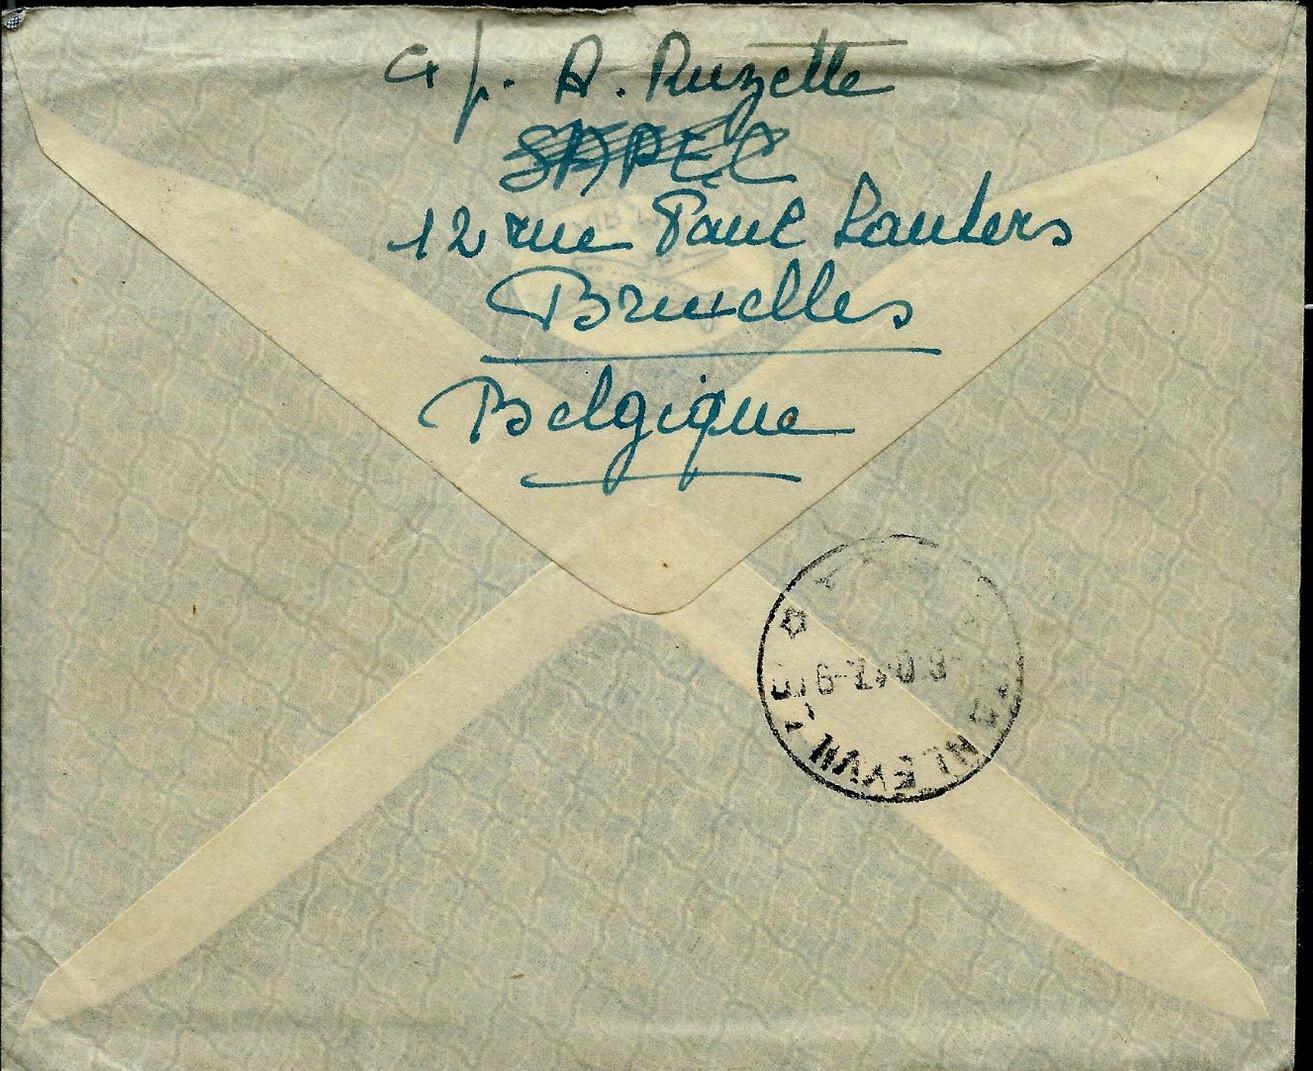 A. Ruzette
SAPEC
12 rue Paul Lauters
Bruxelles
Belgique